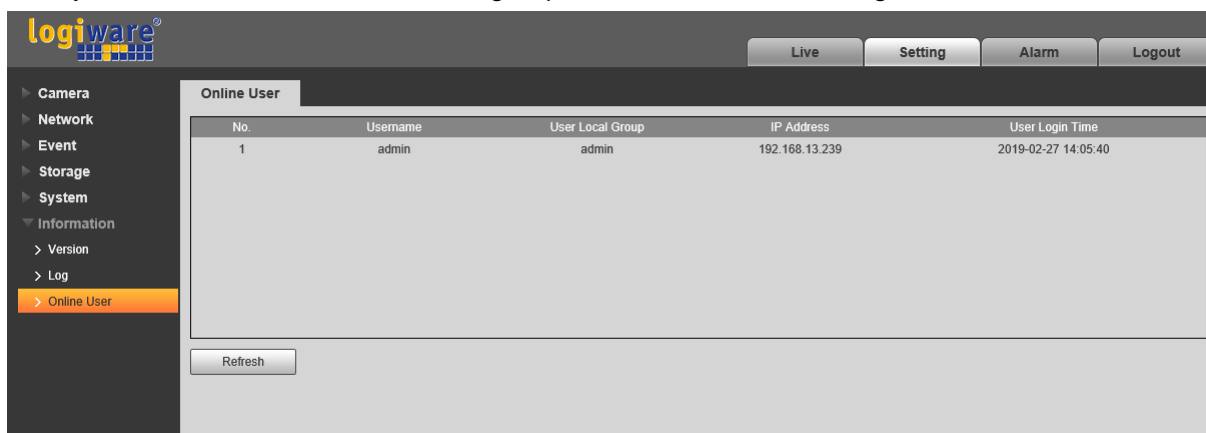 logiware®
Live Setting Alarm Logout
Camera
Network
Event
Storage
System
Information
Version
Log
Online User
Online User
No. Username User Local Group IP Address User Login Time
1 admin admin 192.168.13.239 2019-02-27 14:05:40
Refresh